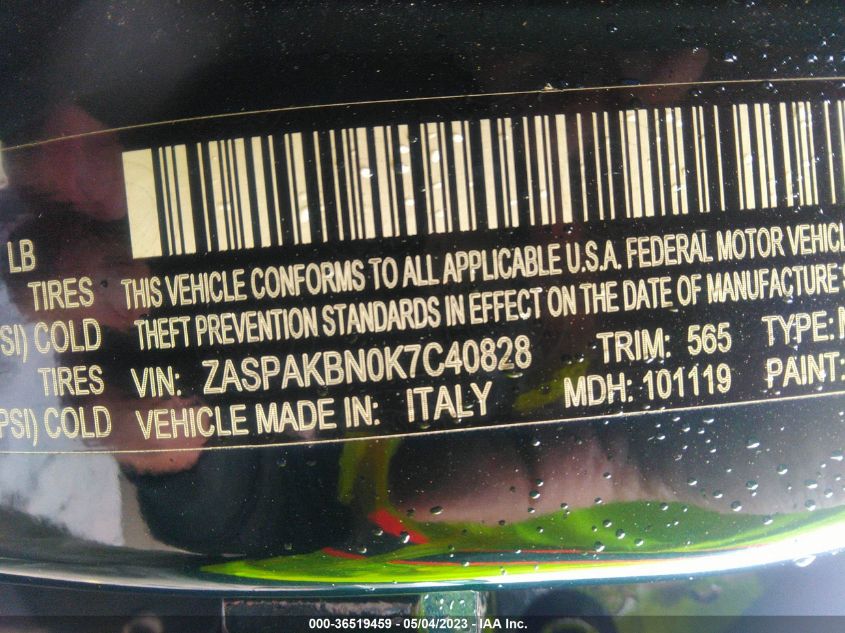 LB
TIRES THIS VEHICLE CONFORMS TO ALL APPLICABLE U.S.A. FEDERAL MOTOR
SI) COLD THEFT PREVENTION STANDARDS IN EFFECT ON THE DATE OF MANUFACTURE
TIRES VIN: ZASPAKBN0K7C40828 TRIM: 565 TYPE:
PSI) COLD VEHICLE MADE IN: ITALY MDH: 101119 PAINT:
000-36519459 - 05/04/2023 - IAA Inc.